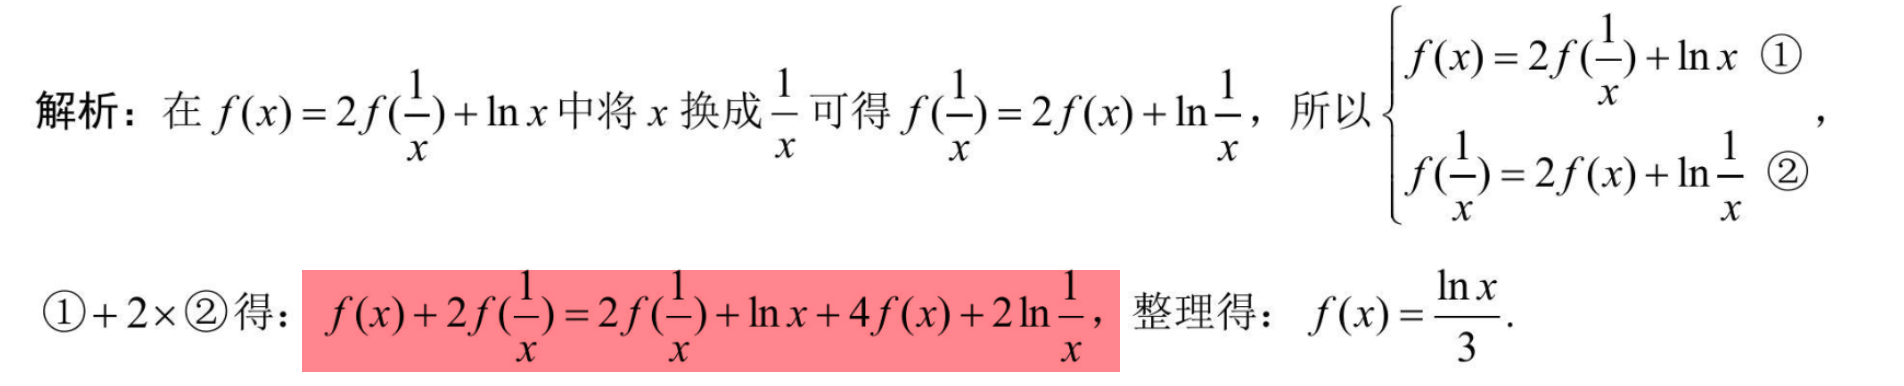 解析：在 f(x) = 2f(1/x) + ln x 中将 x 换成 1/x 可得 f(1/x) = 2f(x) + ln 1/x，所以 { f(x) = 2f(1/x) + ln x ① f(1/x) = 2f(x) + ln 1/x ② ，
① + 2×② 得： f(x) + 2f(1/x) = 2f(1/x) + ln x + 4f(x) + 2 ln 1/x， 整理得： f(x) = ln x/3.